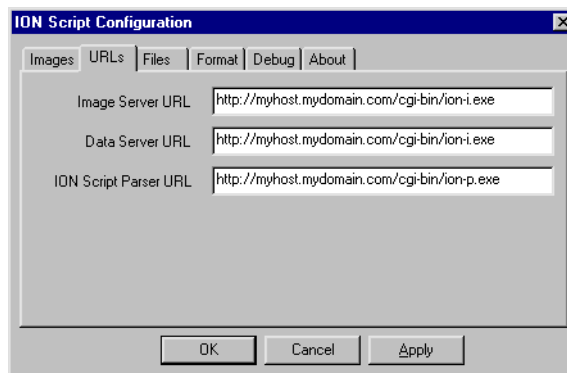 ION Script Configuration
Images URLs Files Format Debug About
Image Server URL http://myhost.mydomain.com/cgi-bin/ion-i.exe
Data Server URL http://myhost.mydomain.com/cgi-bin/ion-i.exe
ION Script Parser URL http://myhost.mydomain.com/cgi-bin/ion-p.exe
OK Cancel Apply